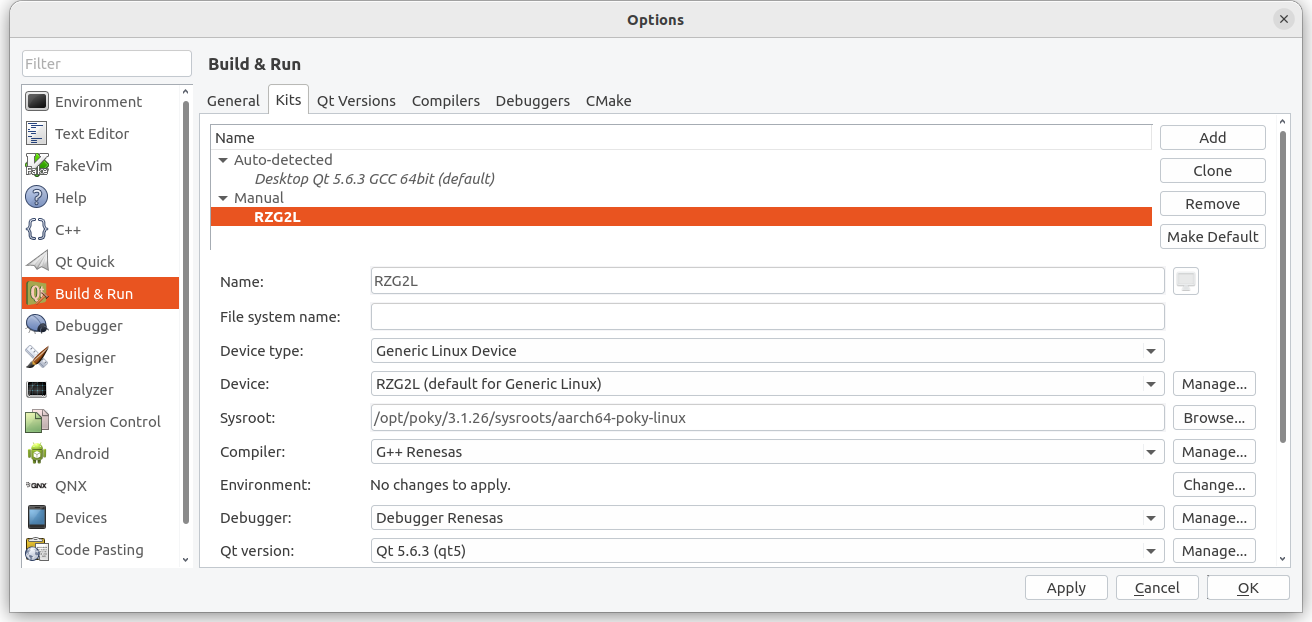 Options
Filter
Build & Run
Environment
Text Editor
FakeVim
Help
C++
Qt Quick
Build & Run
Debugger
Designer
Analyzer
Version Control
Android
QNX
Devices
Code Pasting
General Kits Qt Versions Compilers Debuggers CMake
Name
Auto-detected
Desktop Qt 5.6.3 GCC 64bit (default)
Manual
RZG2L
Add
Clone
Remove
Make Default
Name: RZG2L
File system name:
Device type: Generic Linux Device
Device: RZG2L (default for Generic Linux) Manage...
Sysroot: /opt/poky/3.1.26/sysroots/aarch64-poky-linux Browse...
Compiler: G++ Renesas Manage...
Environment: No changes to apply. Change...
Debugger: Debugger Renesas Manage...
Qt version: Qt 5.6.3 (qt5) Manage...
Apply Cancel OK